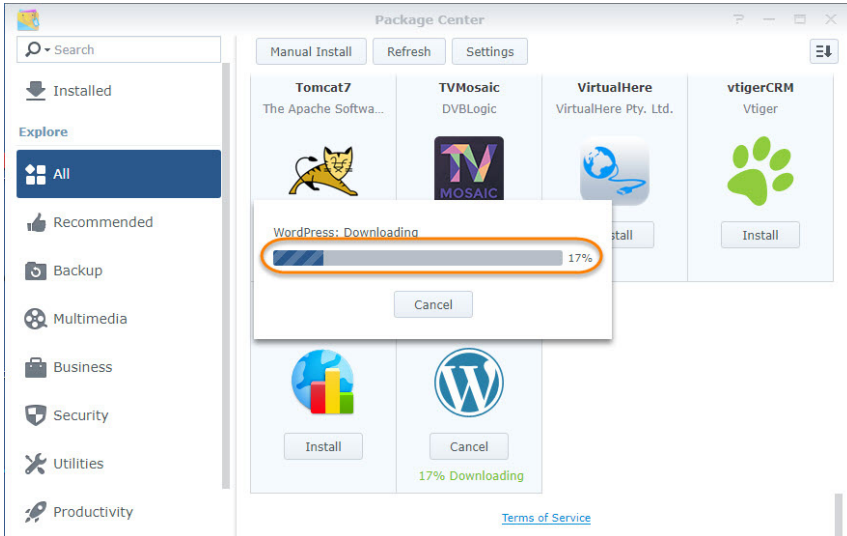 Package Center
Search
Manual Install
Refresh
Settings
Installed
Explore
All
Recommended
Backup
Multimedia
Business
Security
Utilities
Productivity
Tomcat7
The Apache Softwa...
TVMosaic
DVBLogic
VirtualHere
VirtualHere Pty. Ltd.
vtigerCRM
Vtiger
TV
MOSAIC
Install
WordPress: Downloading
17%
Cancel
Install
Cancel
17% Downloading
Terms of Service